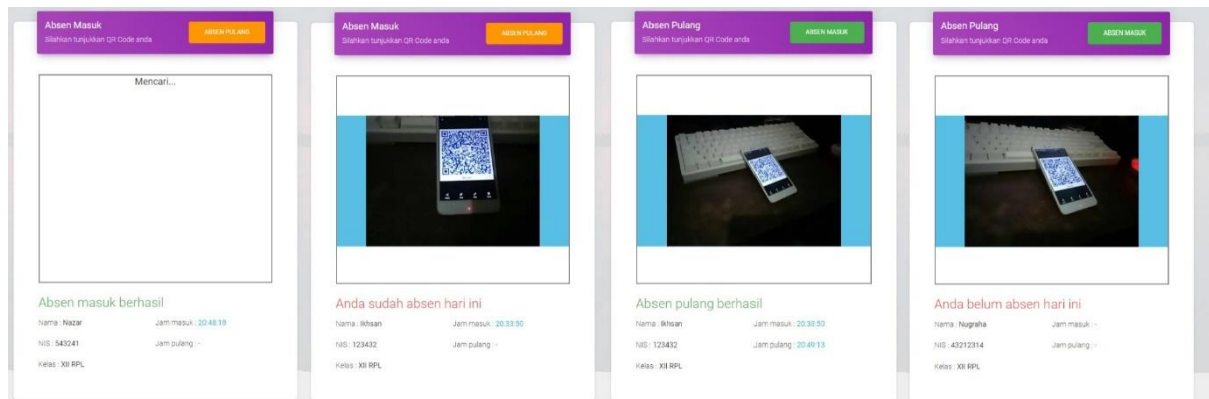 Absen Masuk
Silahkan tunjukkan QR Code anda
ABSEN PULANG
Mencari...
Absen masuk berhasil
Nama : Nazar
Jam masuk : 20:48:18
NIS : 543241
Jam pulang : -
Kelas : XII RPL
Absen Masuk
Silahkan tunjukkan QR Code anda
ABSEN PULANG
Anda sudah absen hari ini
Nama : Ikhsan
Jam masuk : 20:33:50
NIS : 123432
Jam pulang : -
Kelas : XII RPL
Absen Pulang
Silahkan tunjukkan QR Code anda
ABSEN MASUK
Absen pulang berhasil
Nama : Ikhsan
Jam masuk : 20:33:50
NIS : 123432
Jam pulang : 20:49:13
Kelas : XII RPL
Absen Pulang
Silahkan tunjukkan QR Code anda
ABSEN MASUK
Anda belum absen hari ini
Nama : Nugraha
Jam masuk : -
NIS : 43212314
Jam pulang : -
Kelas : XII RPL